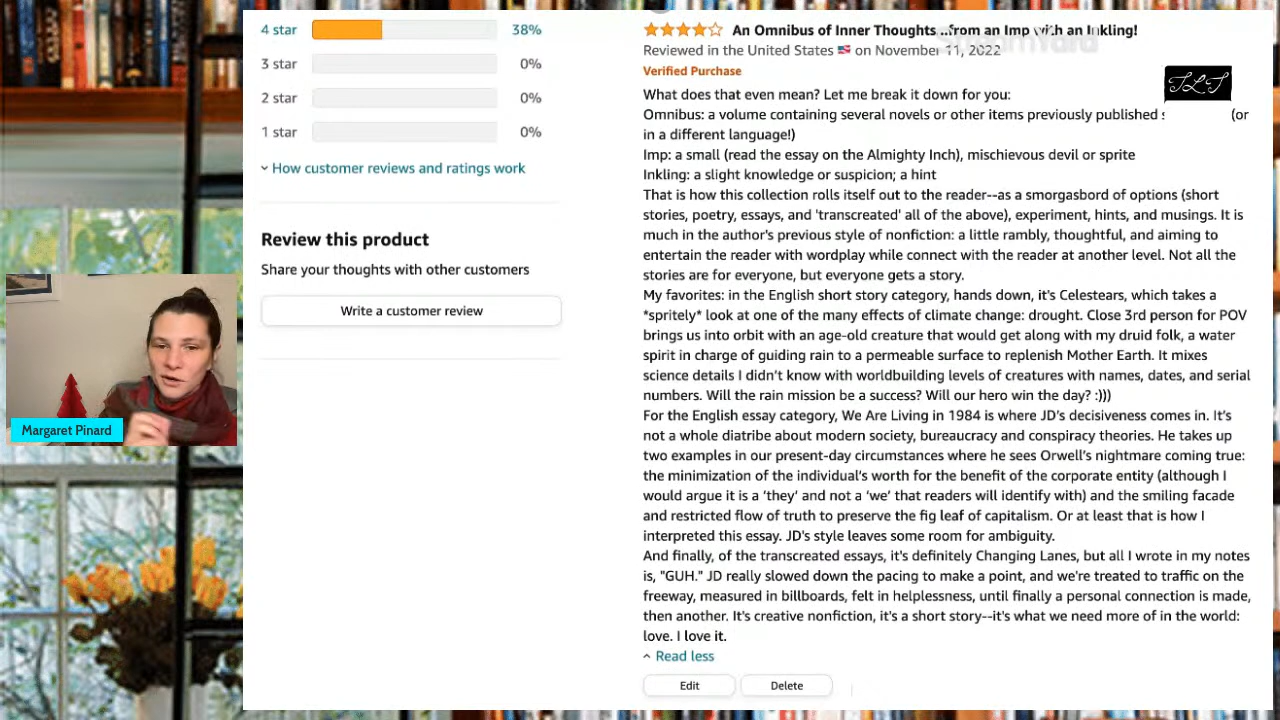 4 star 38%
3 star 0%
2 star 0%
1 star 0%
How customer reviews and ratings work
Review this product
Share your thoughts with other customers
Write a customer review
Margaret Pinard
An Omnibus of Inner Thoughts...from an Imp with an Inkling!
StreamYard
Reviewed in the United States on November 11, 2022
Verified Purchase
TLT
What does that even mean? Let me break it down for you:
Omnibus: a volume containing several novels or other items previously published (or
in a different language!)
Imp: a small (read the essay on the Almighty Inch), mischievous devil or sprite
Inkling: a slight knowledge or suspicion; a hint
That is how this collection rolls itself out to the reader--as a smorgasbord of options (short
stories, poetry, essays, and 'transcreated' all of the above), experiment, hints, and musings. It is
much in the author's previous style of nonfiction: a little rambly, thoughtful, and aiming to
entertain the reader with wordplay while connect with the reader at another level. Not all the
stories are for everyone, but everyone gets a story.
My favorites: in the English short story category, hands down, it's Celestears, which takes a
*spritely* look at one of the many effects of climate change: drought. Close 3rd person for POV
brings us into orbit with an age-old creature that would get along with my druid folk, a water
spirit in charge of guiding rain to a permeable surface to replenish Mother Earth. It mixes
science details I didn't know with worldbuilding levels of creatures with names, dates, and serial
numbers. Will the rain mission be a success? Will our hero win the day? :)))
For the English essay category, We Are Living in 1984 is where JD's decisiveness comes in. It's
not a whole diatribe about modern society, bureaucracy and conspiracy theories. He takes up
two examples in our present-day circumstances where he sees Orwell's nightmare coming true:
the minimization of the individual's worth for the benefit of the corporate entity (although I
would argue it is a ‘they’ and not a ‘we’ that readers will identify with) and the smiling facade
and restricted flow of truth to preserve the fig leaf of capitalism. Or at least that is how I
interpreted this essay. JD's style leaves some room for ambiguity.
And finally, of the transcreated essays, it's definitely Changing Lanes, but all I wrote in my notes
is, "GUH." JD really slowed down the pacing to make a point, and we're treated to traffic on the
freeway, measured in billboards, felt in helplessness, until finally a personal connection is made,
then another. It's creative nonfiction, it's a short story--it's what we need more of in the world:
love. I love it.
Read less
Edit Delete